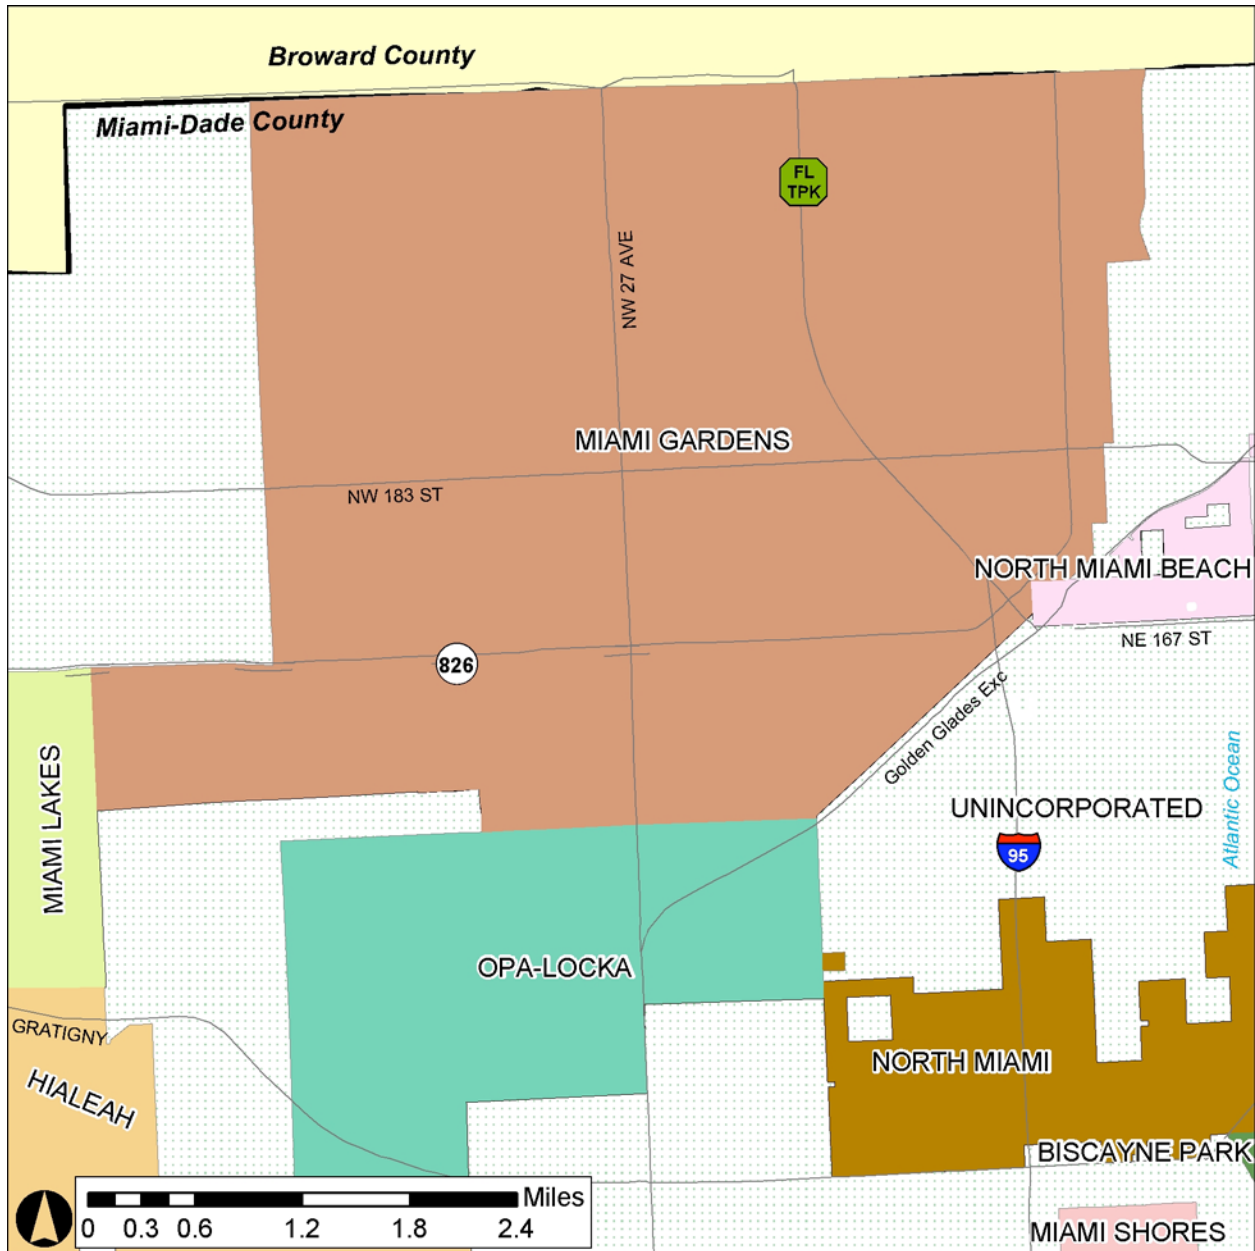 Broward County
Miami-Dade County
FL
TPK
NW 27 AVE
MIAMI GARDENS
NW 183 ST
NORTH MIAMI BEACH
NE 167 ST
826
Golden Glades Exc
MIAMI LAKES
UNINCORPORATED
Atlantic Ocean
95
OPA-LOCKA
GRATIGNY
NORTH MIAMI
HIALEAH
BISCAYNE PARK
Miles
0 0.3 0.6 1.2 1.8 2.4
MIAMI SHORES